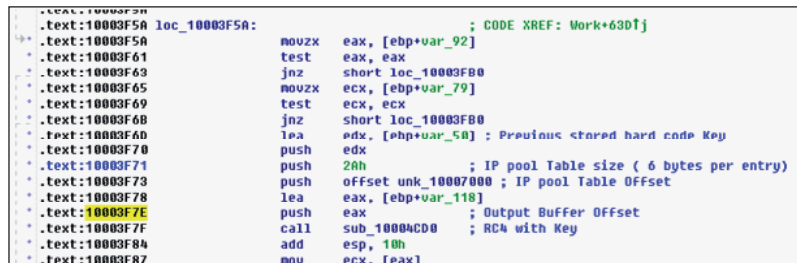 .text:10003F5A
.text:10003F5A loc_10003F5A: ; CODE XREF: Work+63D↑j
.text:10003F5A movzx eax, [ebp+var_92]
.text:10003F61 test eax, eax
.text:10003F63 jnz short loc_10003FB0
.text:10003F65 movzx ecx, [ebp+var_79]
.text:10003F69 test ecx, ecx
.text:10003F6B jnz short loc_10003FB0
.text:10003F6D lea edx, [ebp+var_50] ; Previous stored hard code Key
.text:10003F70 push edx
.text:10003F71 push 2Ah ; IP pool Table size ( 6 bytes per entry)
.text:10003F73 push offset unk_10007000 ; IP pool Table Offset
.text:10003F78 lea eax, [ebp+var_118]
.text:10003F7E push eax ; Output Buffer Offset
.text:10003F7F call sub_10004CD0 ; RC4 with Key
.text:10003F84 add esp, 10h
.text:10003F87 mov ecx, [eax]